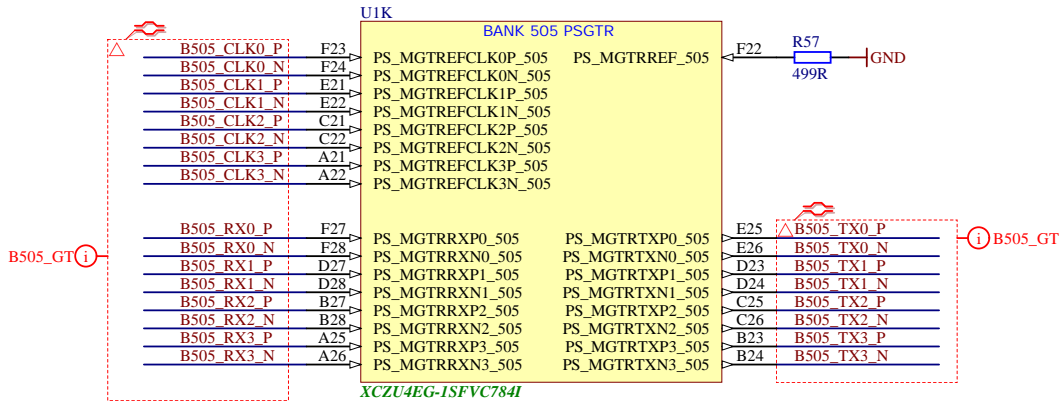 U1K
BANK 505 PSGTR
B505_CLK0_P F23 PS_MGTREFCLK0P_505 PS_MGTRREF_505 F22 R57 GND
499R
B505_CLK0_N F24 PS_MGTREFCLK0N_505
B505_CLK1_P E21 PS_MGTREFCLK1P_505
B505_CLK1_N E22 PS_MGTREFCLK1N_505
B505_CLK2_P C21 PS_MGTREFCLK2P_505
B505_CLK2_N C22 PS_MGTREFCLK2N_505
B505_CLK3_P A21 PS_MGTREFCLK3P_505
B505_CLK3_N A22 PS_MGTREFCLK3N_505
B505_RX0_P F27 PS_MGTRRXP0_505 PS_MGTRTXP0_505 E25 B505_TX0_P
B505_GT i B505_RX0_N F28 PS_MGTRRXN0_505 PS_MGTRTXN0_505 E26 B505_TX0_N i B505_GT
B505_RX1_P D27 PS_MGTRRXP1_505 PS_MGTRTXP1_505 D23 B505_TX1_P
B505_RX1_N D28 PS_MGTRRXN1_505 PS_MGTRTXN1_505 D24 B505_TX1_N
B505_RX2_P B27 PS_MGTRRXP2_505 PS_MGTRTXP2_505 C25 B505_TX2_P
B505_RX2_N B28 PS_MGTRRXN2_505 PS_MGTRTXN2_505 C26 B505_TX2_N
B505_RX3_P A25 PS_MGTRRXP3_505 PS_MGTRTXP3_505 B23 B505_TX3_P
B505_RX3_N A26 PS_MGTRRXN3_505 PS_MGTRTXN3_505 B24 B505_TX3_N
XCZU4EG-1SFVC784I